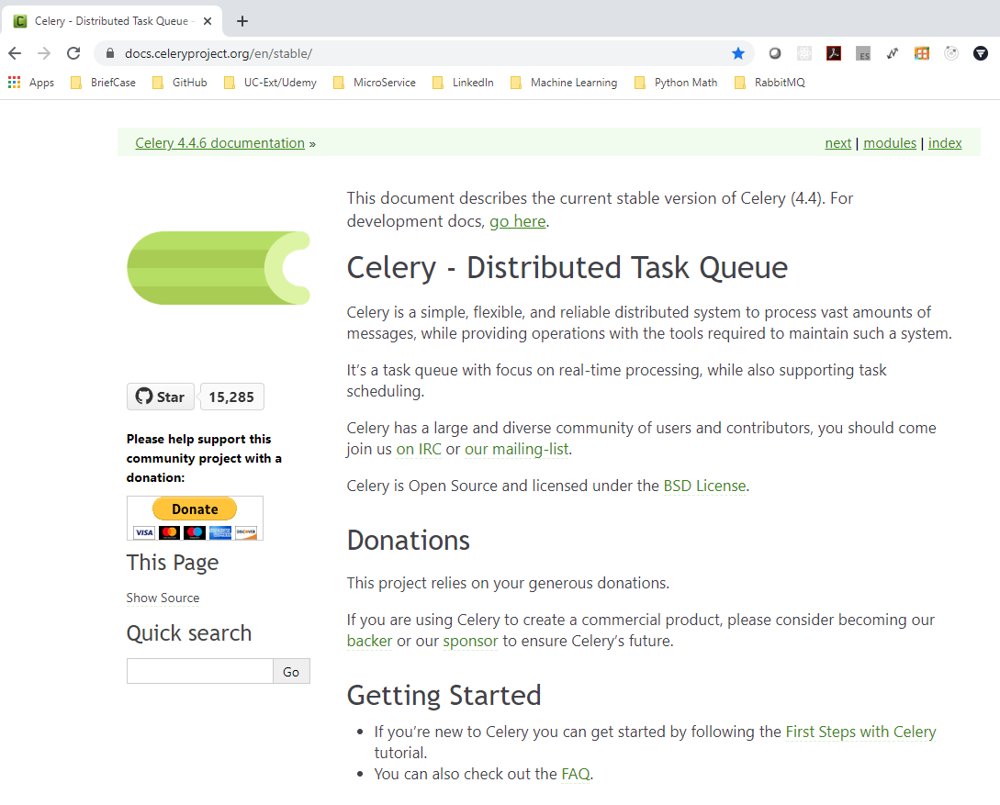 Celery - Distributed Task Queue -
docs.celeryproject.org/en/stable/
ES
Apps BriefCase GitHub UC-Ext/Udemy MicroService LinkedIn Machine Learning Python Math RabbitMQ
Celery 4.4.6 documentation » next | modules | index
This document describes the current stable version of Celery (4.4). For
development docs, go here.
Celery - Distributed Task Queue
Celery is a simple, flexible, and reliable distributed system to process vast amounts of
messages, while providing operations with the tools required to maintain such a system.
It’s a task queue with focus on real-time processing, while also supporting task
scheduling.
Celery has a large and diverse community of users and contributors, you should come
join us on IRC or our mailing-list.
Celery is Open Source and licensed under the BSD License.
Donations
This project relies on your generous donations.
If you are using Celery to create a commercial product, please consider becoming our
backer or our sponsor to ensure Celery’s future.
Getting Started
• If you’re new to Celery you can get started by following the First Steps with Celery
tutorial.
• You can also check out the FAQ.
Star 15,285
Please help support this
community project with a
donation:
Donate
VISA DISCOVER
This Page
Show Source
Quick search
Go